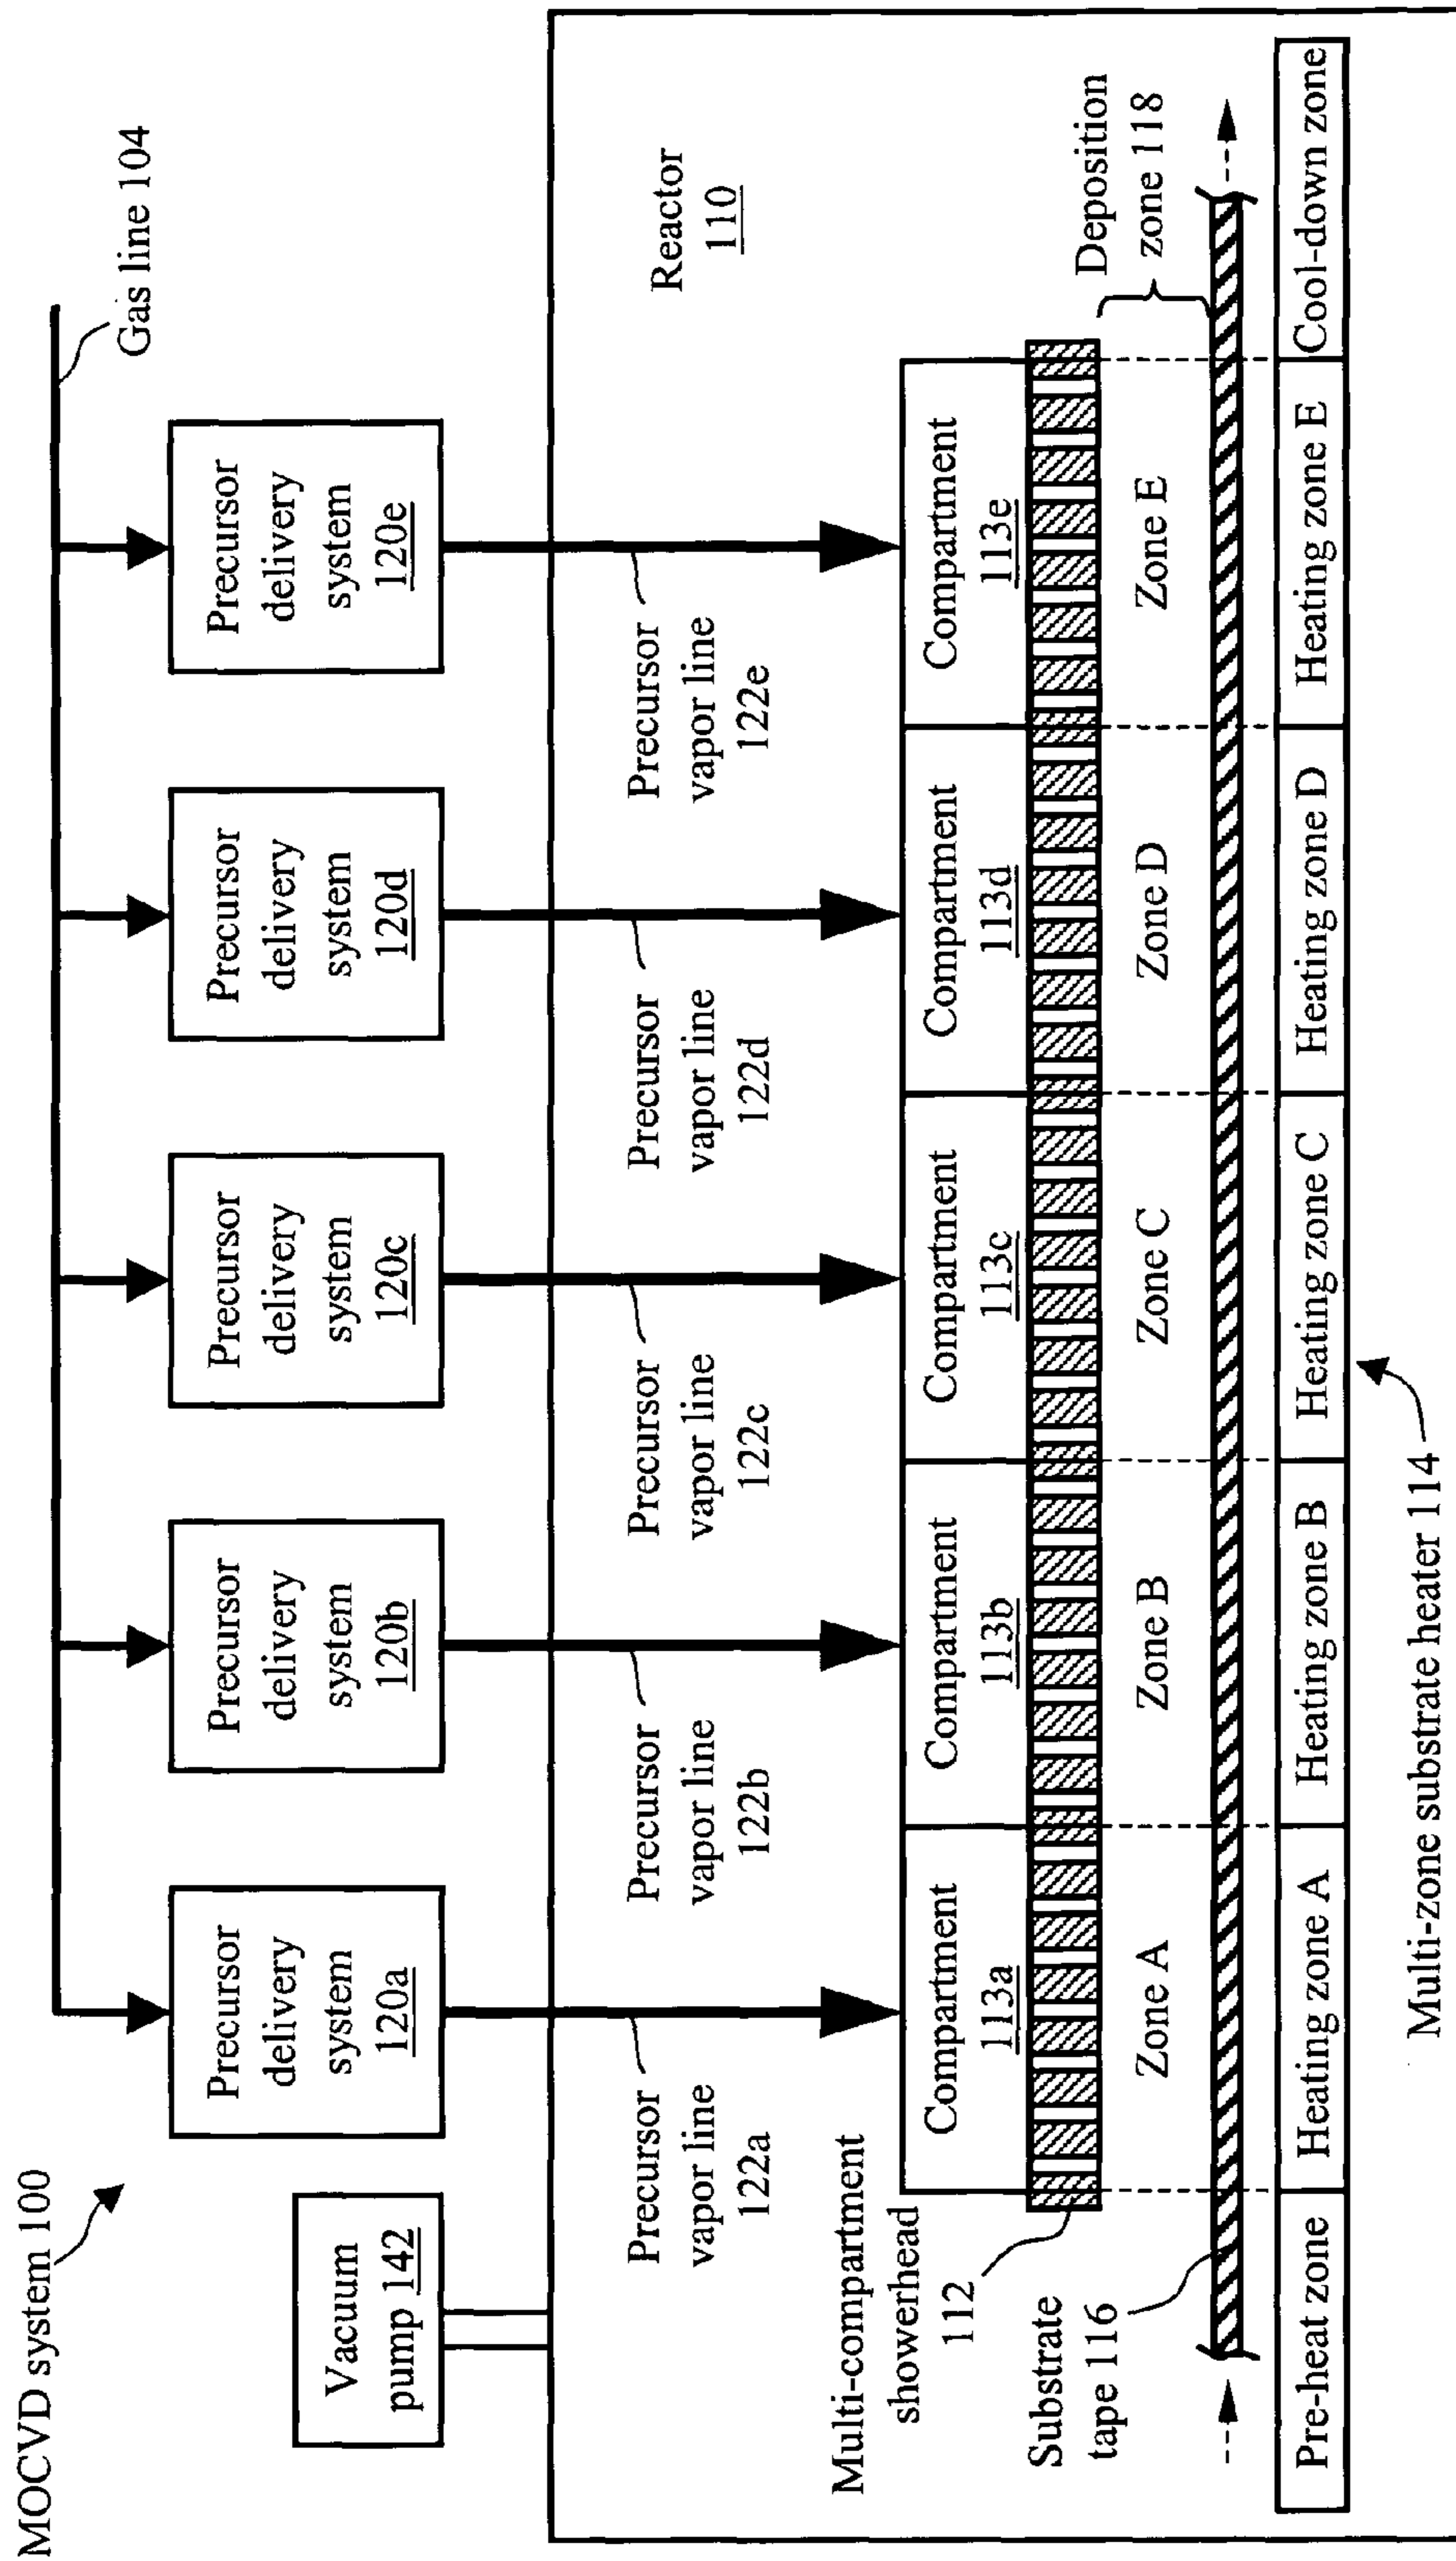 MOCVD system 100
Gas line 104
Vacuum
pump 142
Precursor
delivery
system
120a
Precursor
delivery
system
120b
Precursor
delivery
system
120c
Precursor
delivery
system
120d
Precursor
delivery
system
120e
Precursor
vapor line
122a
Precursor
vapor line
122b
Precursor
vapor line
122c
Precursor
vapor line
122d
Precursor
vapor line
122e
Reactor
110
Multi-compartment
showerhead
112
Compartment
113a
Compartment
113b
Compartment
113c
Compartment
113d
Compartment
113e
Deposition
zone 118
Substrate
tape 116
Zone A
Zone B
Zone C
Zone D
Zone E
Pre-heat zone
Heating zone A
Heating zone B
Heating zone C
Heating zone D
Heating zone E
Cool-down zone
Multi-zone substrate heater 114